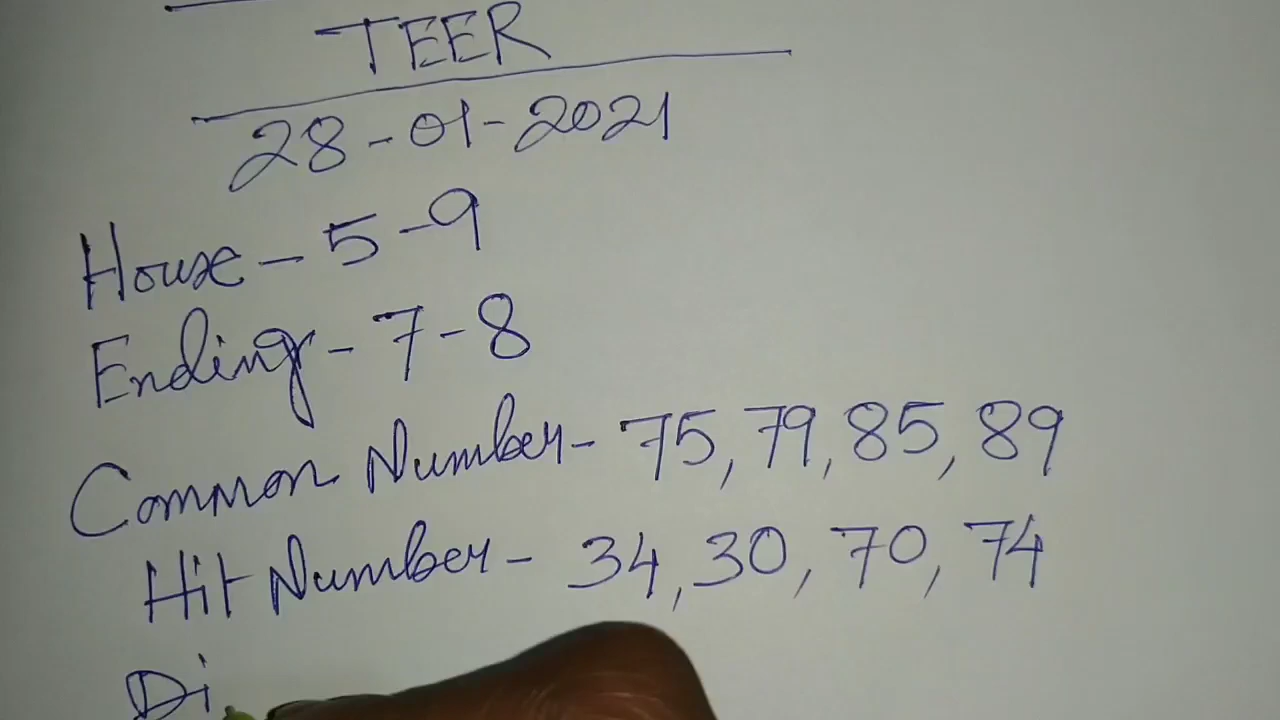 TEER
28-01-2021
House - 5-9
Ending - 7-8
Common Number - 75, 79, 85, 89
Hit Number - 34, 30, 70, 74
Di